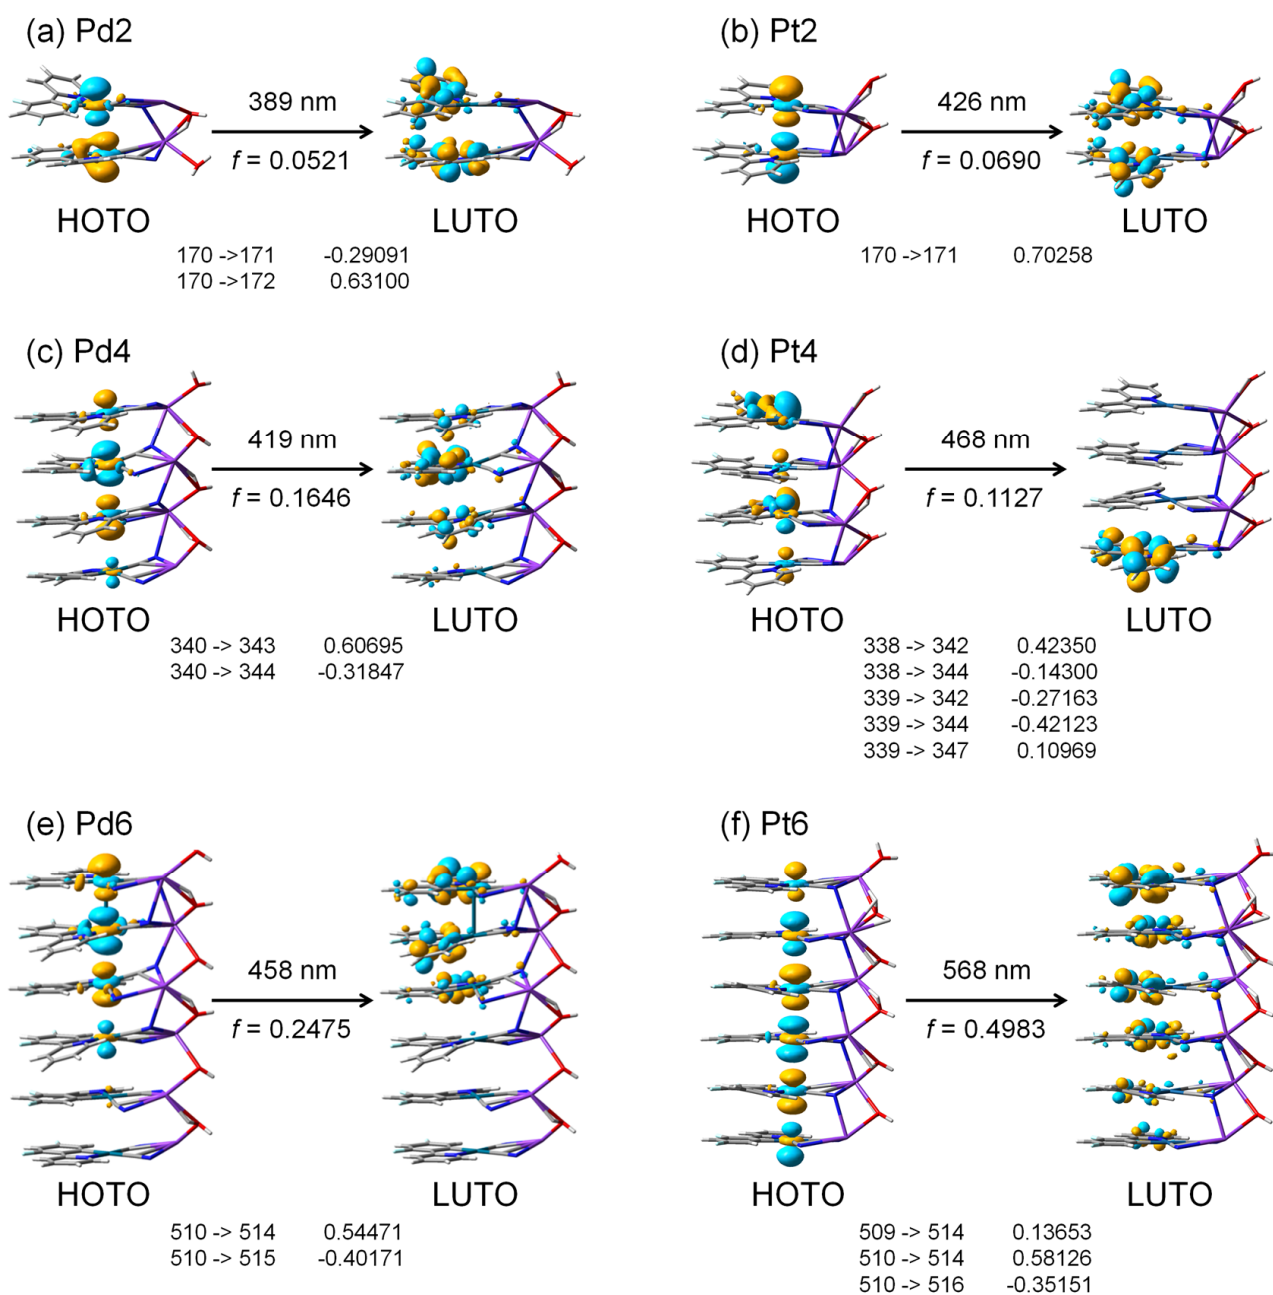 (a) Pd2
389 nm
f = 0.0521
HOTO LUTO
170 ->171 -0.29091
170 ->172 0.63100
(b) Pt2
426 nm
f = 0.0690
HOTO LUTO
170 ->171 0.70258
(c) Pd4
419 nm
f = 0.1646
HOTO LUTO
340 -> 343 0.60695
340 -> 344 -0.31847
(d) Pt4
468 nm
f = 0.1127
HOTO LUTO
338 -> 342 0.42350
338 -> 344 -0.14300
339 -> 342 -0.27163
339 -> 344 -0.42123
339 -> 347 0.10969
(e) Pd6
458 nm
f = 0.2475
HOTO LUTO
510 -> 514 0.54471
510 -> 515 -0.40171
(f) Pt6
568 nm
f = 0.4983
HOTO LUTO
509 -> 514 0.13653
510 -> 514 0.58126
510 -> 516 -0.35151